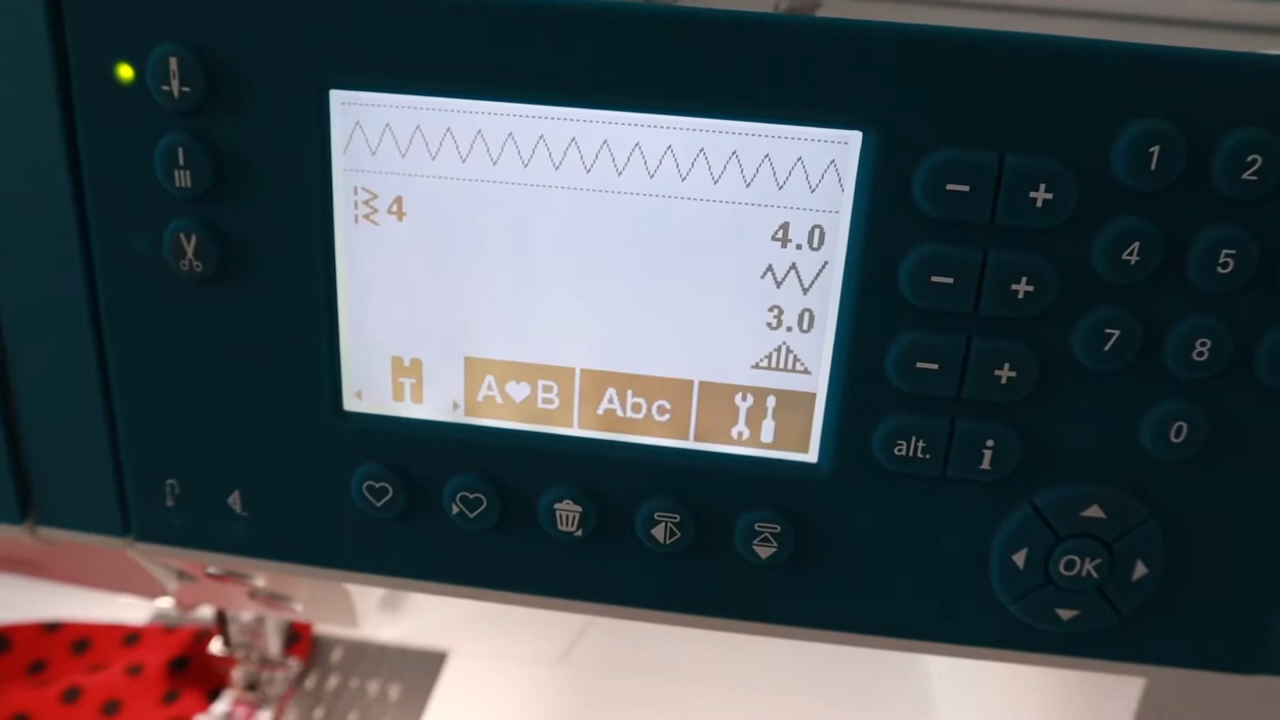 4
4.0
3.0
T
A♥B
Abc
− +
− +
− +
alt. i
1 2
4 5
7 8
0
OK